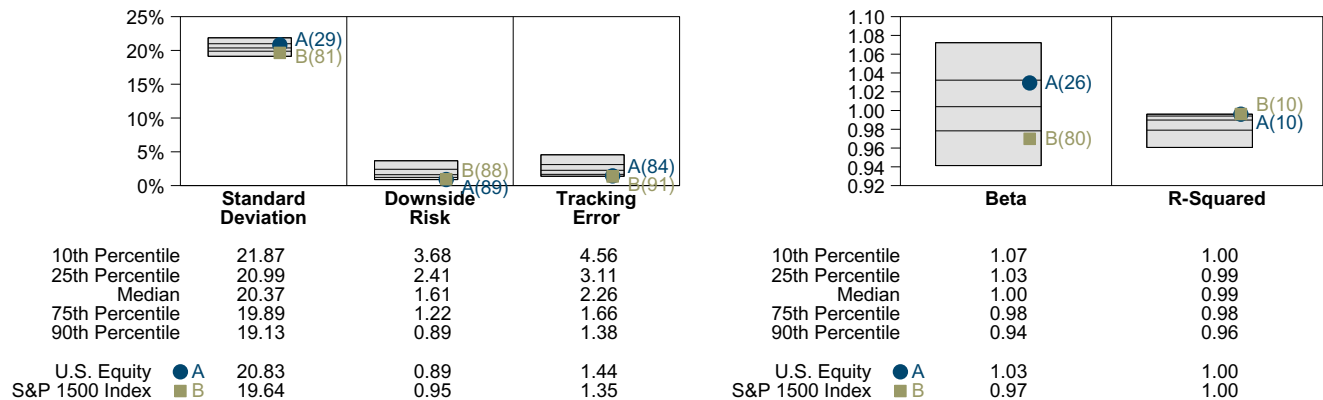 25%
20%
15%
10%
5%
0%
A(29)
B(81)
B(88)
A(89)
A(84)
B(91)
Standard Deviation
Downside Risk
Tracking Error
10th Percentile 21.87 3.68 4.56
25th Percentile 20.99 2.41 3.11
Median 20.37 1.61 2.26
75th Percentile 19.89 1.22 1.66
90th Percentile 19.13 0.89 1.38
U.S. Equity A 20.83 0.89 1.44
S&P 1500 Index B 19.64 0.95 1.35
1.10
1.08
1.06
1.04
1.02
1.00
0.98
0.96
0.94
0.92
A(26)
B(80)
B(10)
A(10)
Beta
R-Squared
10th Percentile 1.07 1.00
25th Percentile 1.03 0.99
Median 1.00 0.99
75th Percentile 0.98 0.98
90th Percentile 0.94 0.96
U.S. Equity A 1.03 1.00
S&P 1500 Index B 0.97 1.00